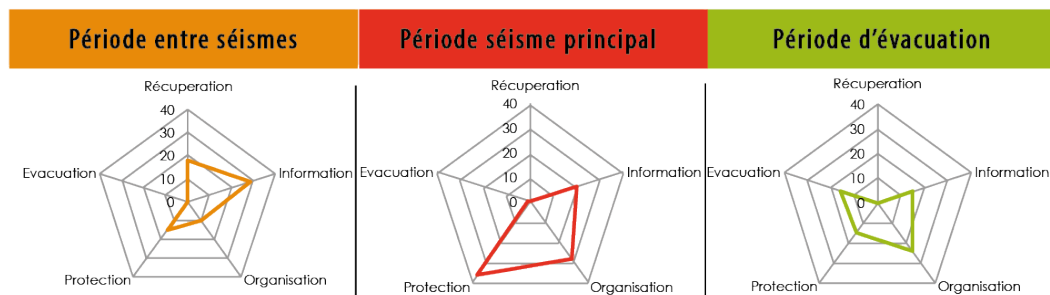 Période entre séismes
Période séisme principal
Période d'évacuation
Récuperation
40
30
20
10
0
Evacuation
Information
Protection
Organisation
Récuperation
40
30
20
10
0
Evacuation
Information
Protection
Organisation
Récuperation
40
30
20
10
0
Evacuation
Information
Protection
Organisation